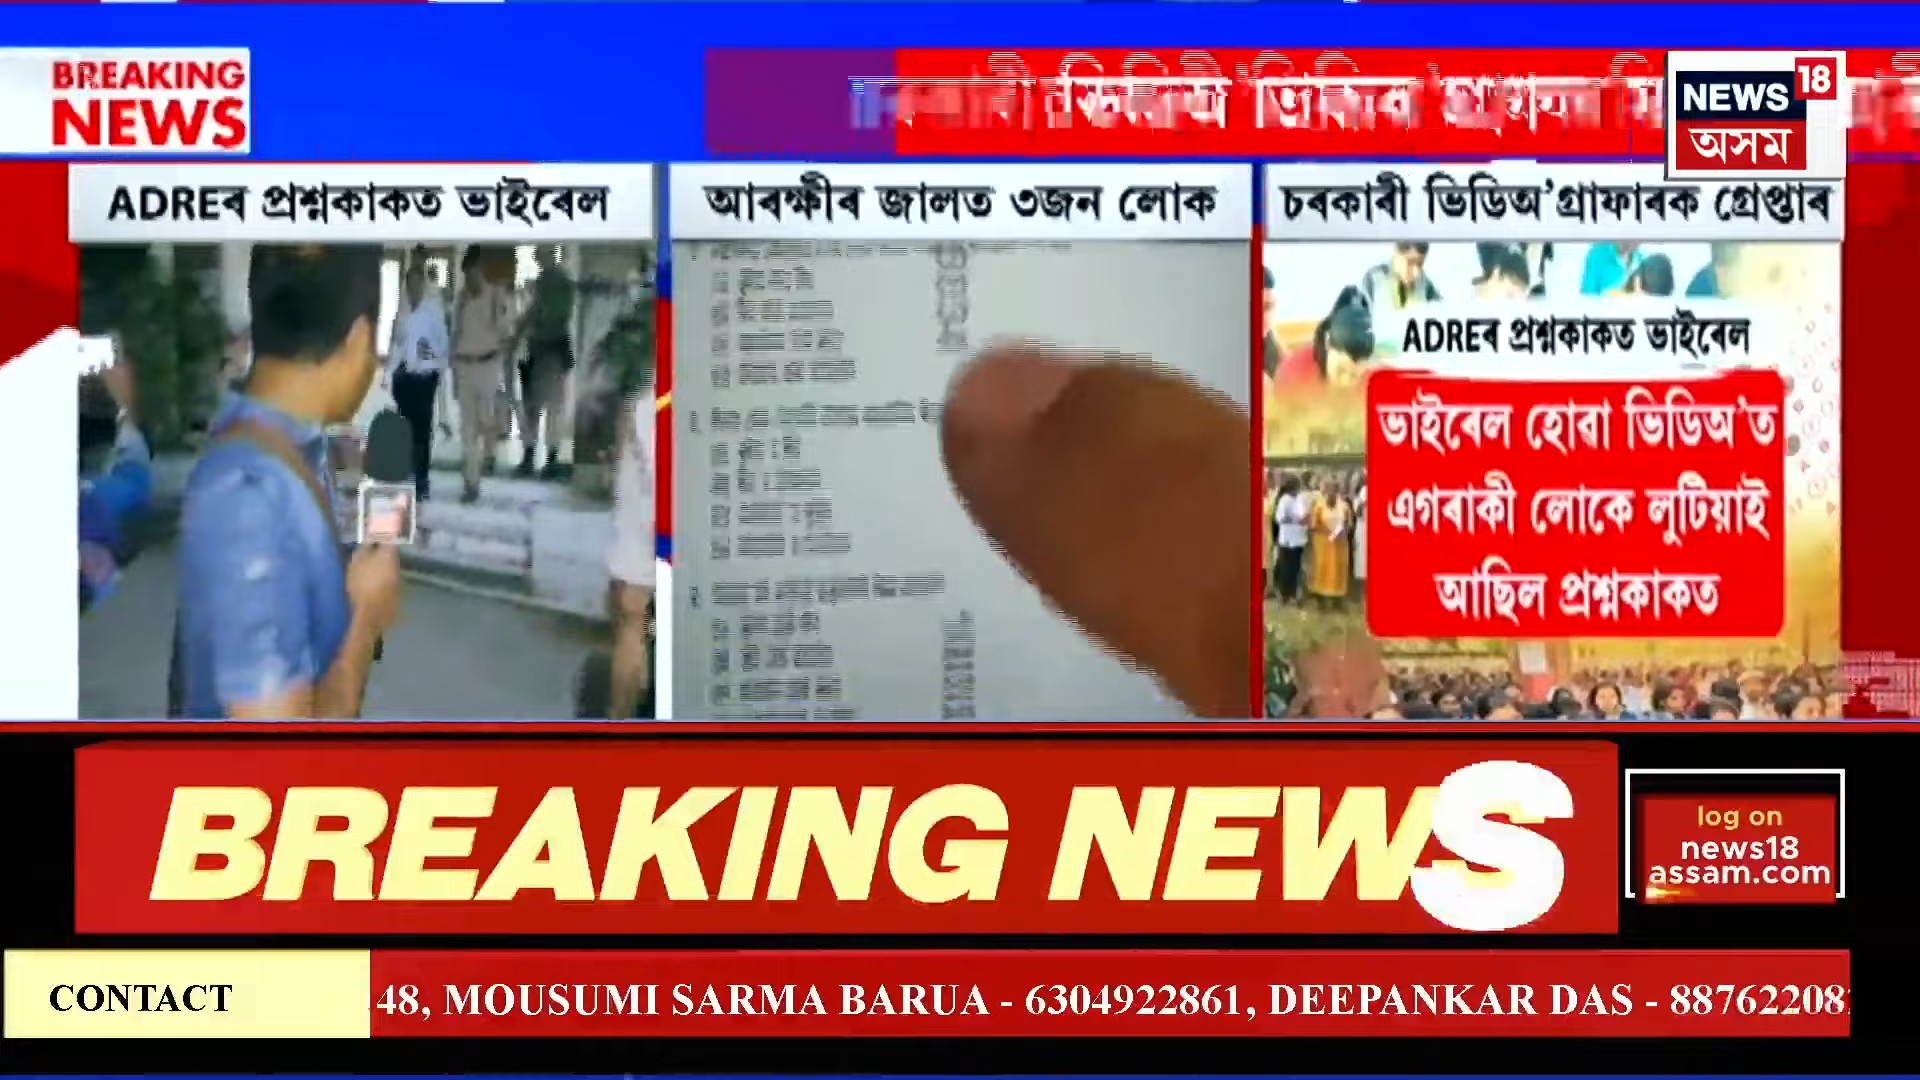 BREAKING
NEWS
NEWS 18
অসম
ADREৰ প্ৰশ্নকাকত ভাইৰেল
আৰক্ষীৰ জালত ৩জন লোক
চৰকাৰী ভিডিঅ'গ্ৰাফাৰক গ্ৰেপ্তাৰ
ADREৰ প্ৰশ্নকাকত ভাইৰেল
ভাইৰেল হোৱা ভিডিঅ'ত
এগৰাকী লোকে লুটিয়াই
আছিল প্ৰশ্নকাকত
BREAKING NEWS
log on
news18
assam.com
CONTACT
48, MOUSUMI SARMA BARUA - 6304922861, DEEPANKAR DAS - 88762208